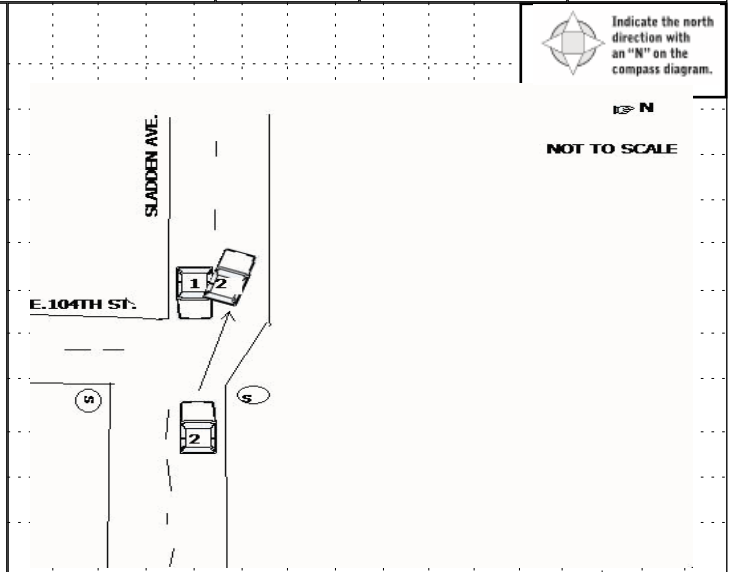 Indicate the north
direction with
an “N” on the
compass diagram.
☞ N
NOT TO SCALE
SLADDEN AVE.
1
2
E.104TH ST.
S
S
2